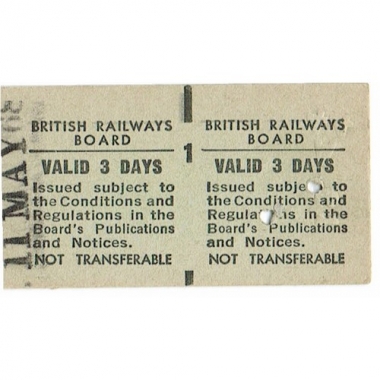 11 MAY 68
BRITISH RAILWAYS
BOARD
VALID 3 DAYS
Issued subject to
the Conditions and
Regulations in the
Board's Publications
and Notices.
NOT TRANSFERABLE
1
BRITISH RAILWAYS
BOARD
VALID 3 DAYS
Issued subject to
the Conditions and
Regulations in the
Board's Publications
and Notices.
NOT TRANSFERABLE